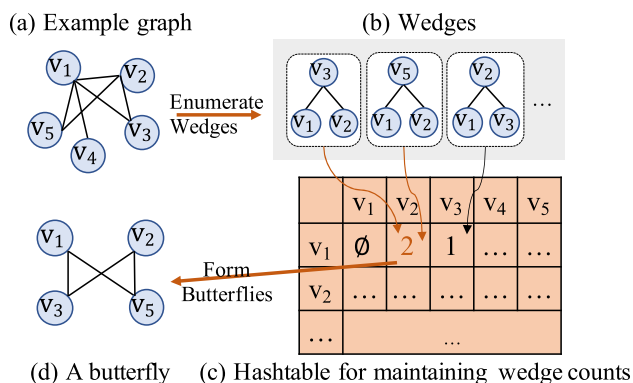 (a) Example graph
(b) Wedges
v₁ v₂
v₅ v₃
v₄
Enumerate
Wedges
v₃ v₅ v₂
v₁ v₂ v₁ v₂ v₁ v₃ ...
v₁ v₂ v₃ v₄ v₅
v₁ ∅ 2 1 ... ...
v₂ ... ... ... ... ...
... ...
v₁ v₂
v₃ v₅
Form
Butterflies
(d) A butterfly
(c) Hashtable for maintaining wedge counts